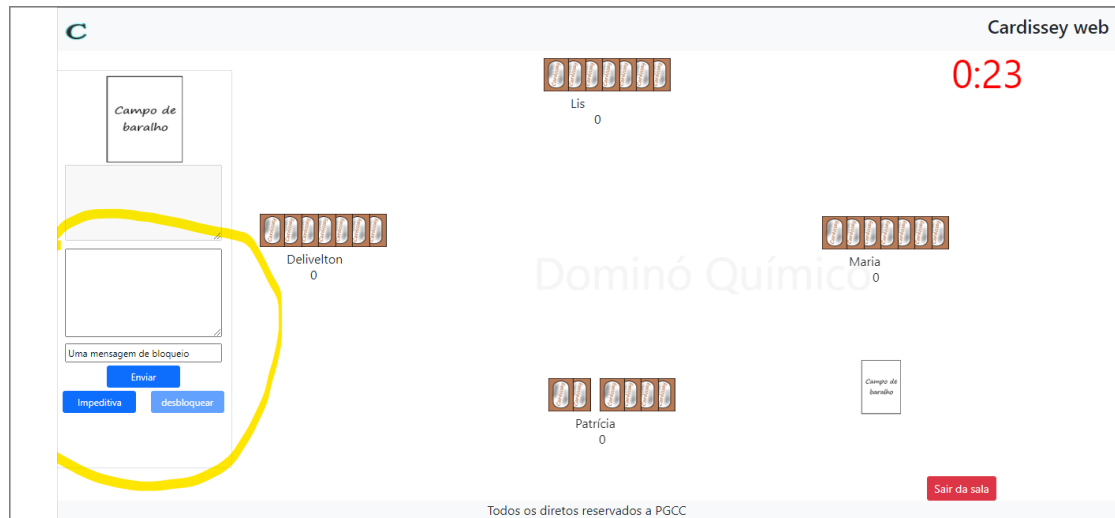 C
Cardissey web
0:23
Campo de
baralho
Lis
0
Delivelton
0
Maria
0
Dominó Químico
Uma mensagem de bloqueio
Enviar
Impeditiva
desbloquear
Campo de
baralho
Patrícia
0
Sair da sala
Todos os diretos reservados a PGCC